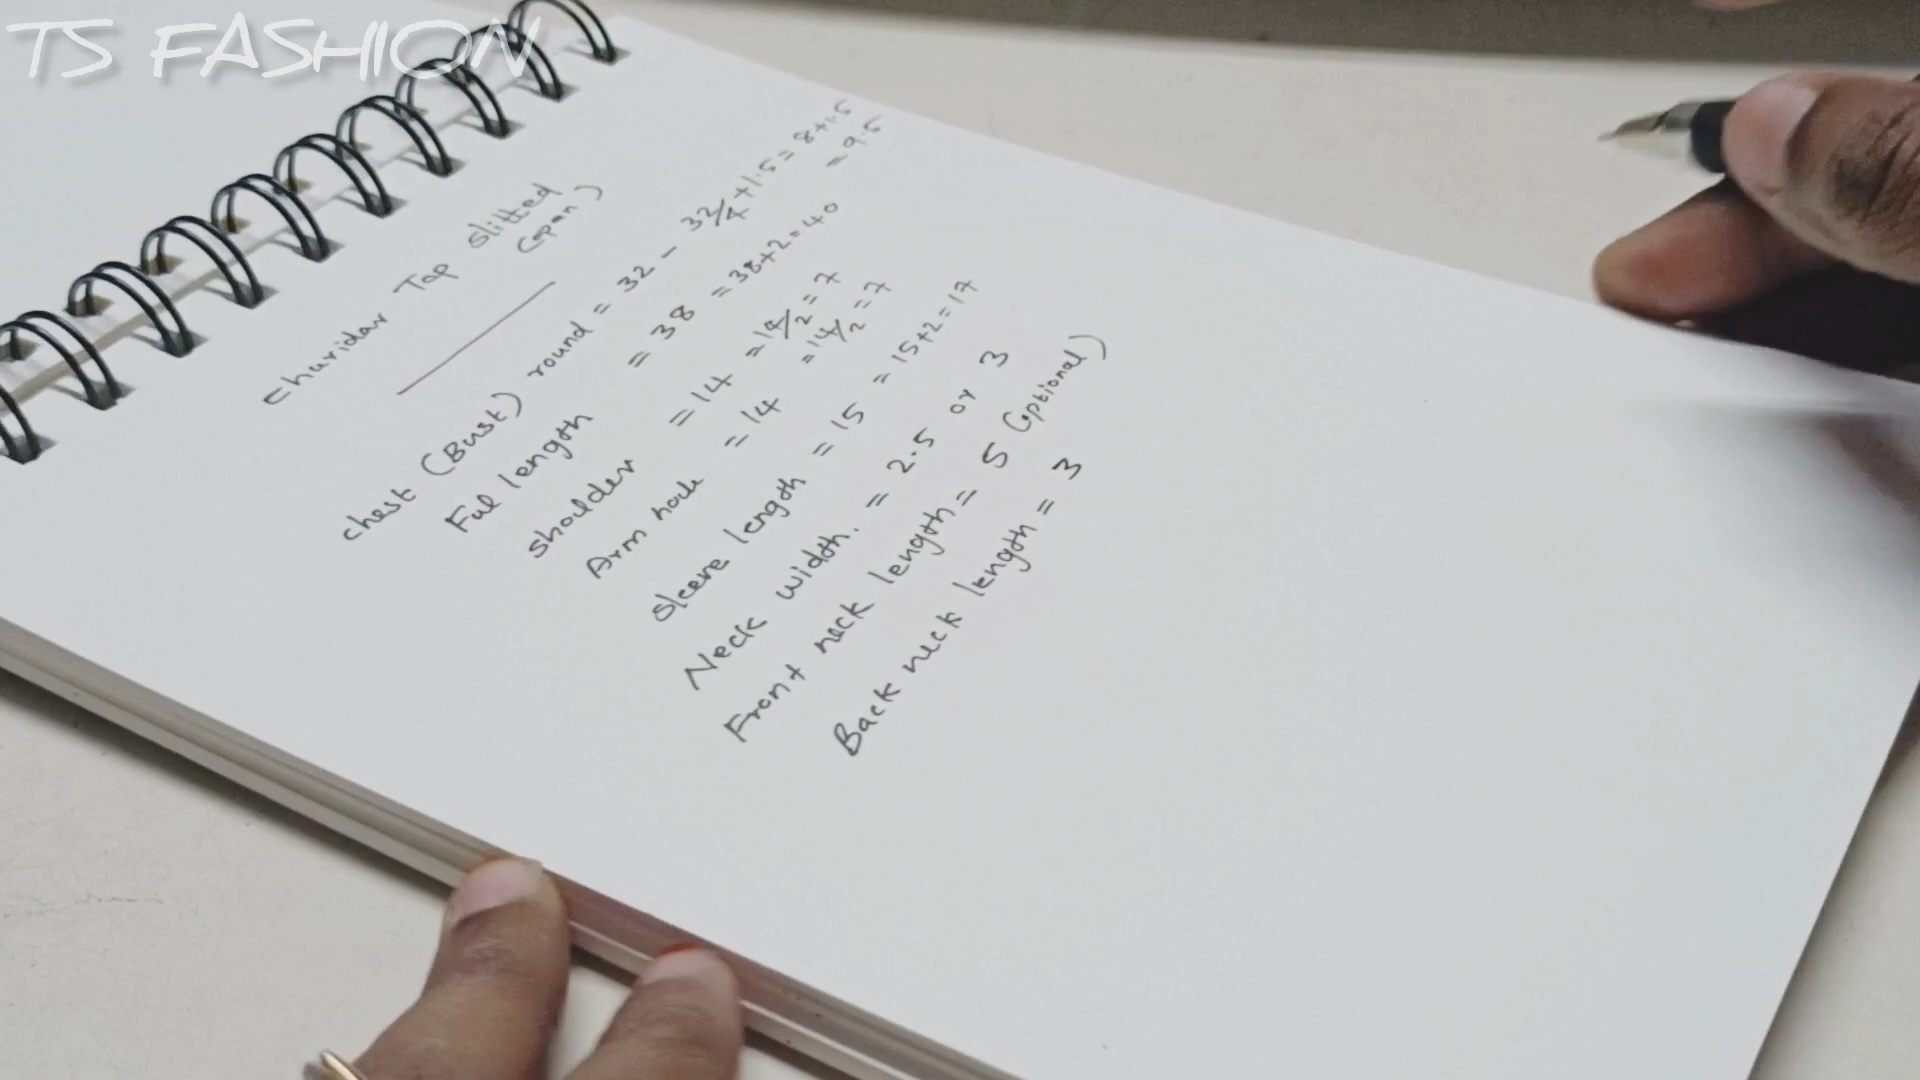 TS FASHION
churidar Top slitted
(open)
chest (Bust) round = 32 - 32/4 + 1.5 = 8+1.5
= 9.5
Ful length = 38 = 38+2=40
shoulder = 14 = 14/2 = 7
Arm hole = 14 = 14/2 = 7
sleeve length = 15 = 15+2=17
Neck width. = 2.5 or 3
Front neck length = 5 (optional)
Back neck length = 3